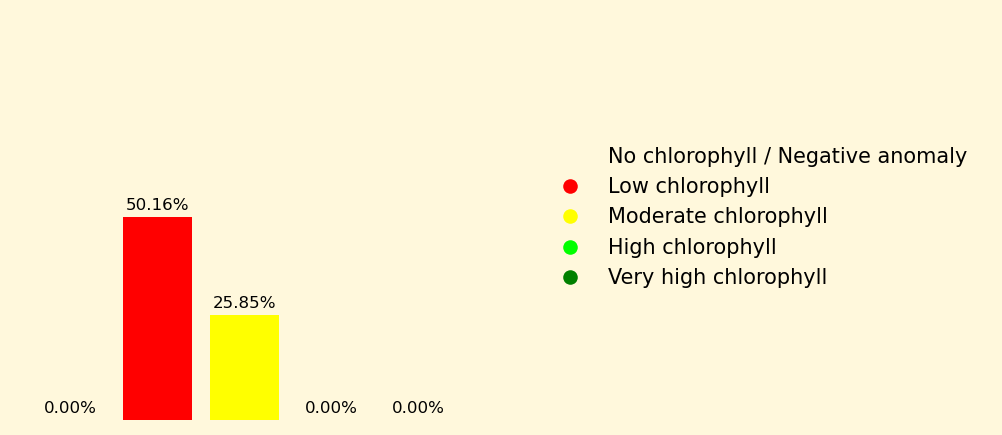 50.16%
25.85%
0.00%
0.00%
0.00%
No chlorophyll / Negative anomaly
Low chlorophyll
Moderate chlorophyll
High chlorophyll
Very high chlorophyll